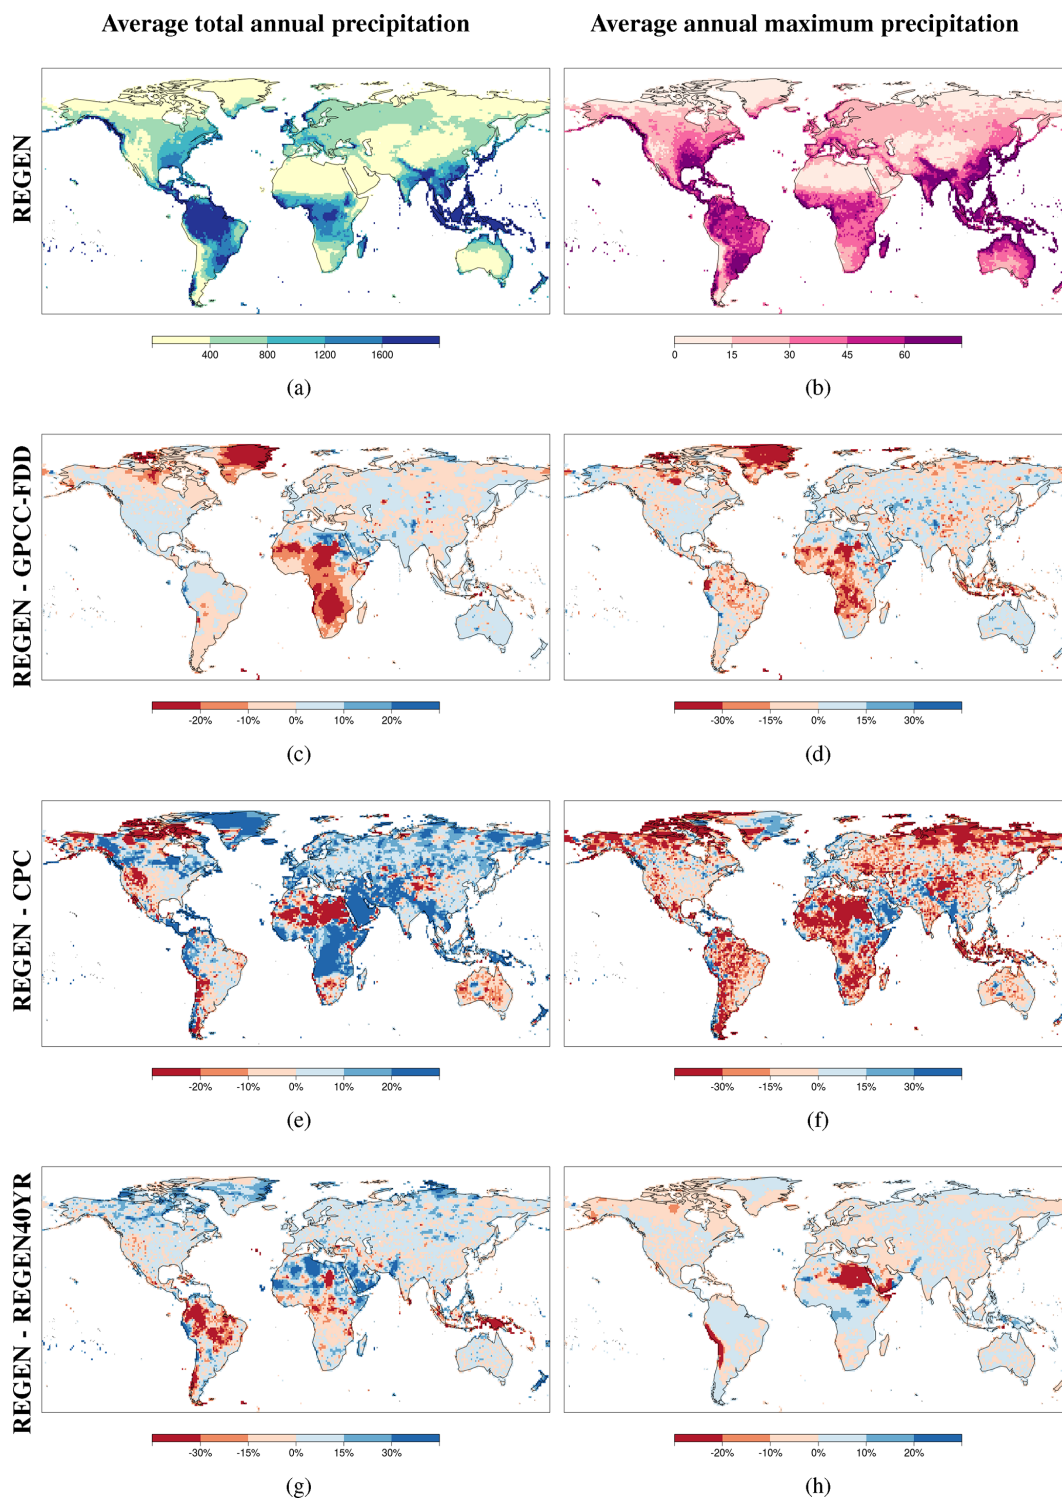 Average total annual precipitation
Average annual maximum precipitation
REGEN
400 800 1200 1600
0 15 30 45 60
(a)
(b)
REGEN - GPCC-FDD
-20% -10% 0% 10% 20%
-30% -15% 0% 15% 30%
(c)
(d)
REGEN - CPC
-20% -10% 0% 10% 20%
-30% -15% 0% 15% 30%
(e)
(f)
REGEN - REGEN40YR
-30% -15% 0% 15% 30%
-20% -10% 0% 10% 20%
(g)
(h)